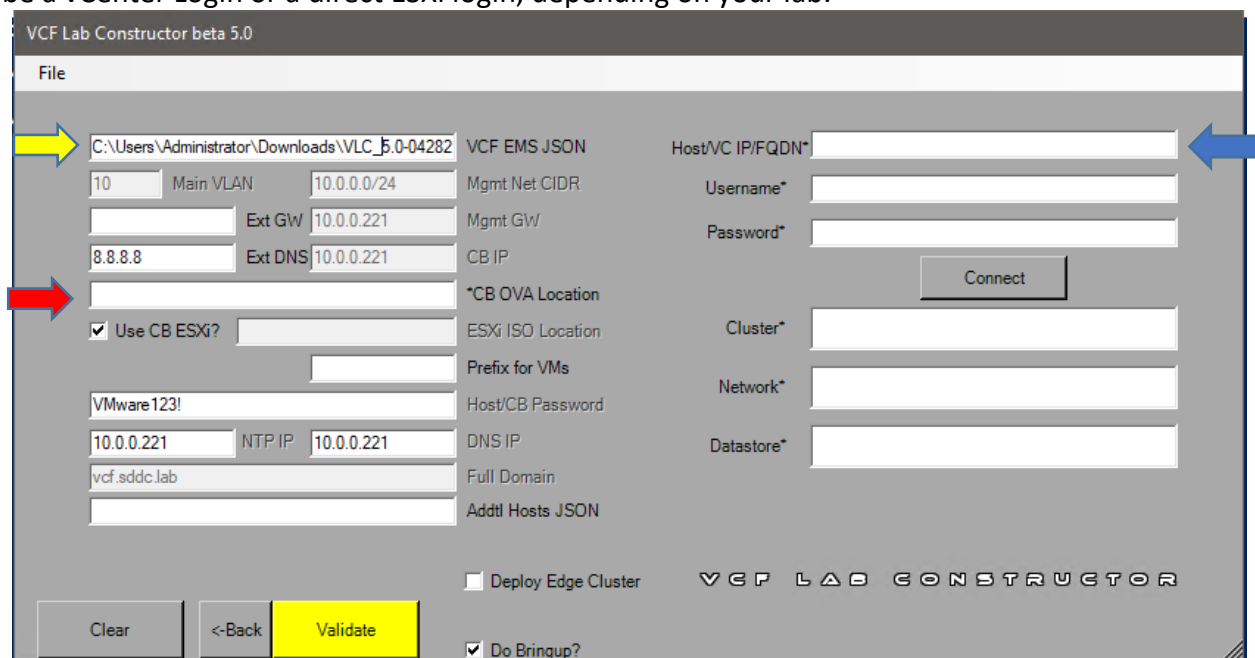 be a vCenter Login or a direct ESXi login, depending on your lab.
VCF Lab Constructor beta 5.0
File
C:\Users\Administrator\Downloads\VLC_5.0-04282 VCF EMS JSON Host/VC IP/FQDN*
10 Main VLAN 10.0.0.0/24 Mgmt Net CIDR Username*
Ext GW 10.0.0.221 Mgmt GW Password*
8.8.8.8 Ext DNS 10.0.0.221 CB IP
Connect
*CB OVA Location
Use CB ESXi? ESXi ISO Location Cluster*
Prefix for VMs
Network*
VMware123! Host/CB Password
10.0.0.221 NTP IP 10.0.0.221 DNS IP Datastore*
vcf.sddc.lab Full Domain
Addtl Hosts JSON
Deploy Edge Cluster VCF LAB CONSTRUCTOR
Clear <-Back Validate
Do Bringup?